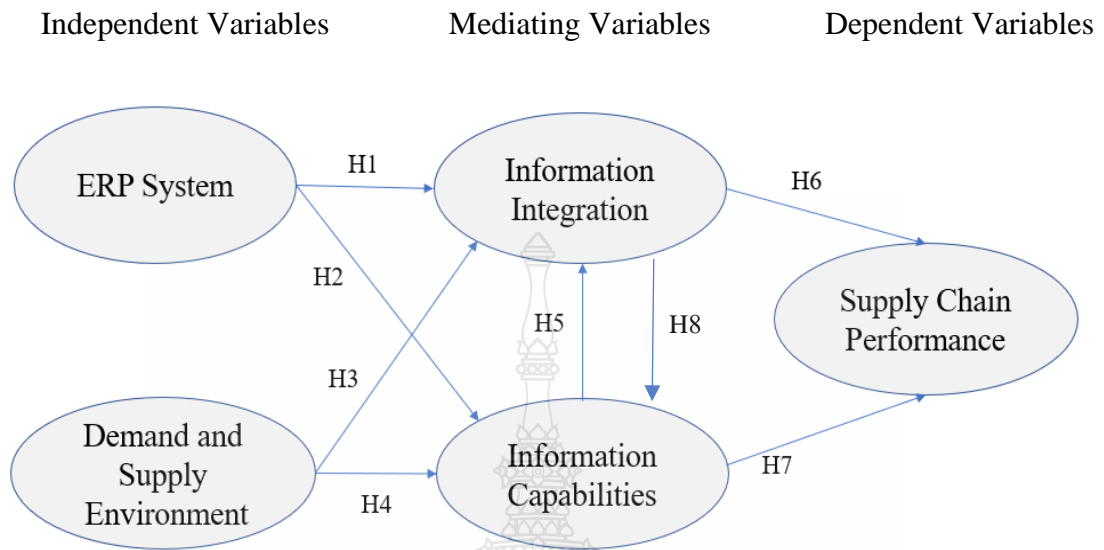 Independent Variables
Mediating Variables
Dependent Variables
ERP System
H1
Information
Integration
H6
H2
Supply Chain
Performance
H5
H8
H3
Demand and
Supply
Environment
H4
Information
Capabilities
H7